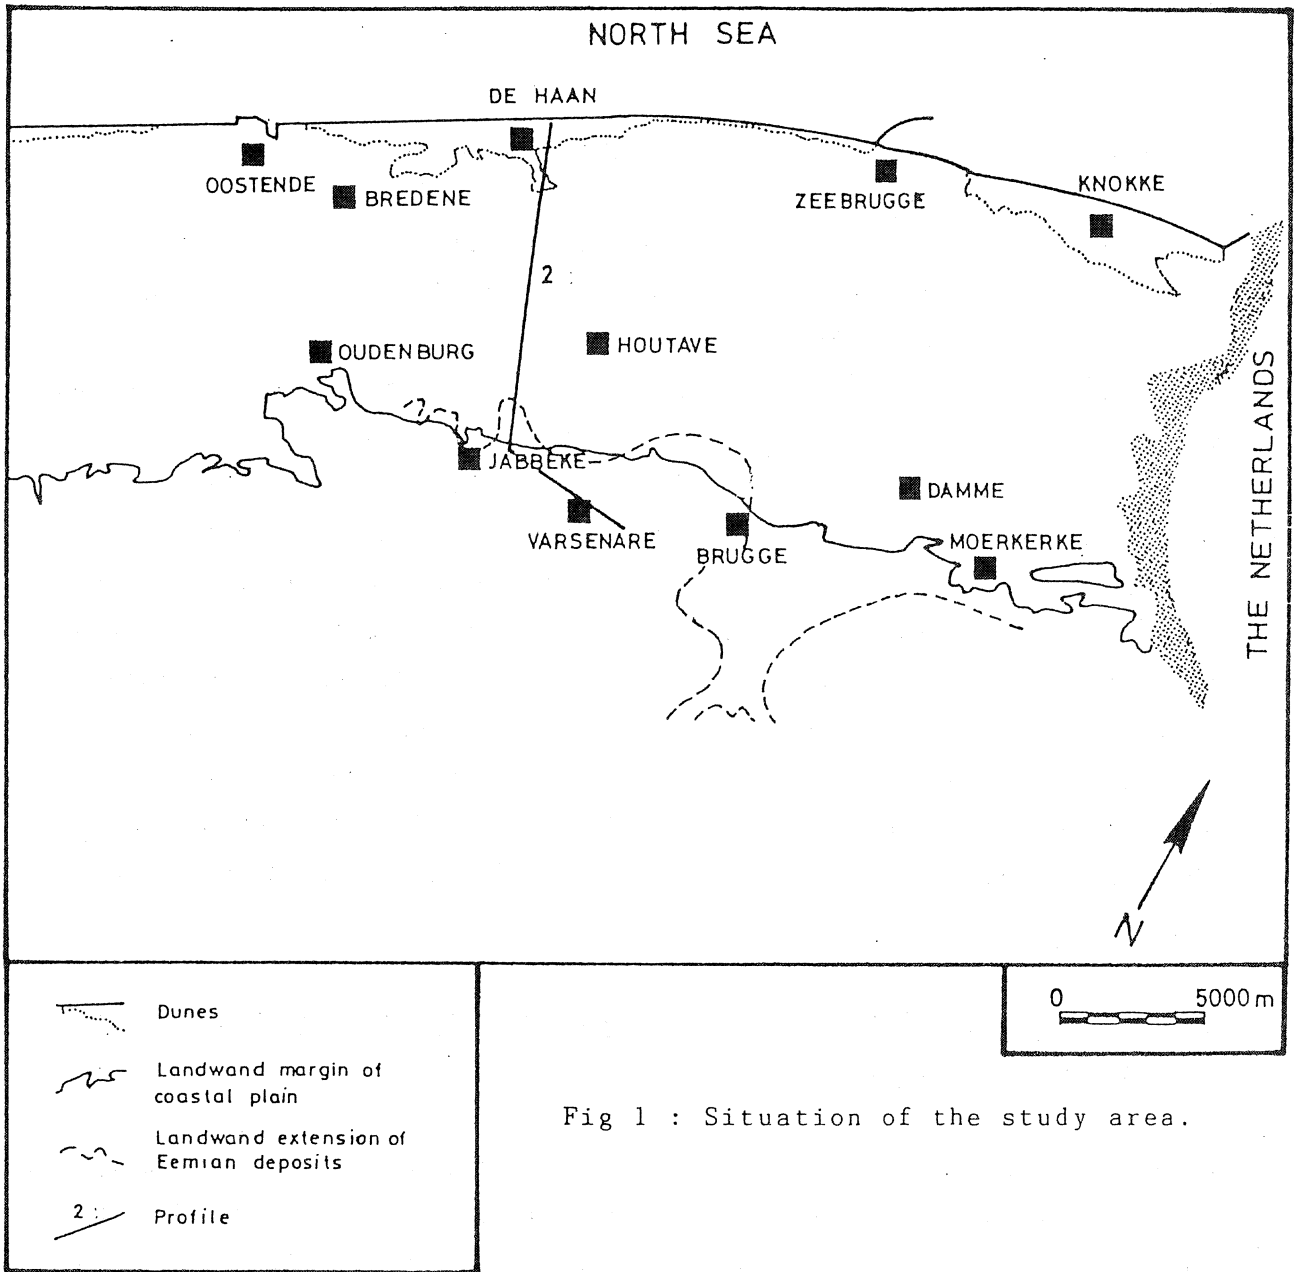 NORTH SEA
DE HAAN
OOSTENDE
BREDENE
ZEEBRUGGE
KNOKKE
2 :
OUDENBURG
HOUTAVE
THE NETHERLANDS
JABBEKE
DAMME
VARSENARE
BRUGGE
MOERKERKE
N
Dunes
Landwand margin of
coastal plain
Landwand extension of
Eemian deposits
2 :
Profile
0 5000 m
Fig 1 : Situation of the study area.